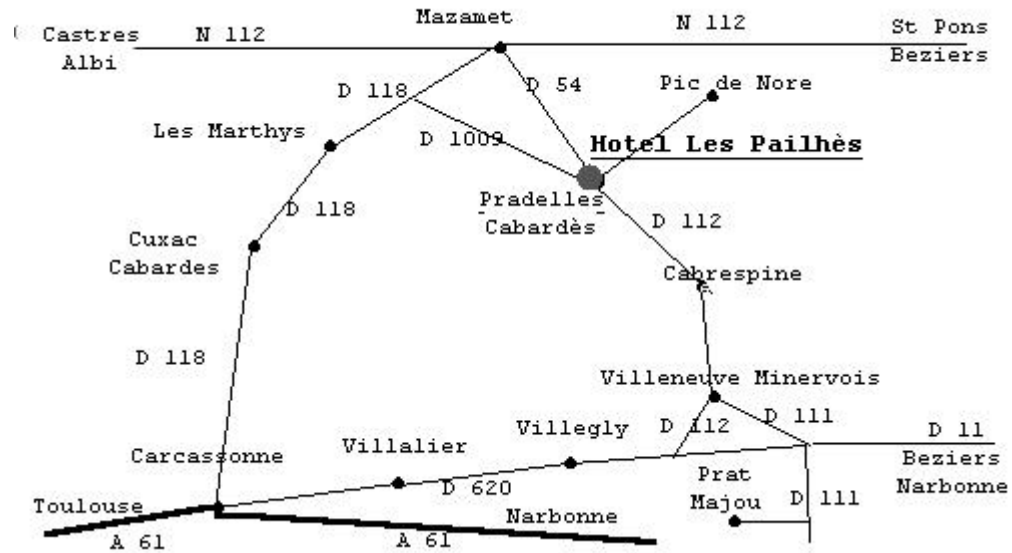 Mazamet
Castres
Albi
N 112
N 112
St Pons
Beziers
D 118
D 54
Pic de Nore
Les Marthys
D 1009
Hotel Les Pailhès
Pradelles
Cabardès
D 118
D 112
Cuxac
Cabardes
Cabrespine
D 118
Villeneuve Minervois
D 111
Villegly
D 112
Villalier
D 11
Carcassonne
Beziers
Narbonne
Prat
Majou
D 620
D 111
Toulouse
Narbonne
A 61
A 61